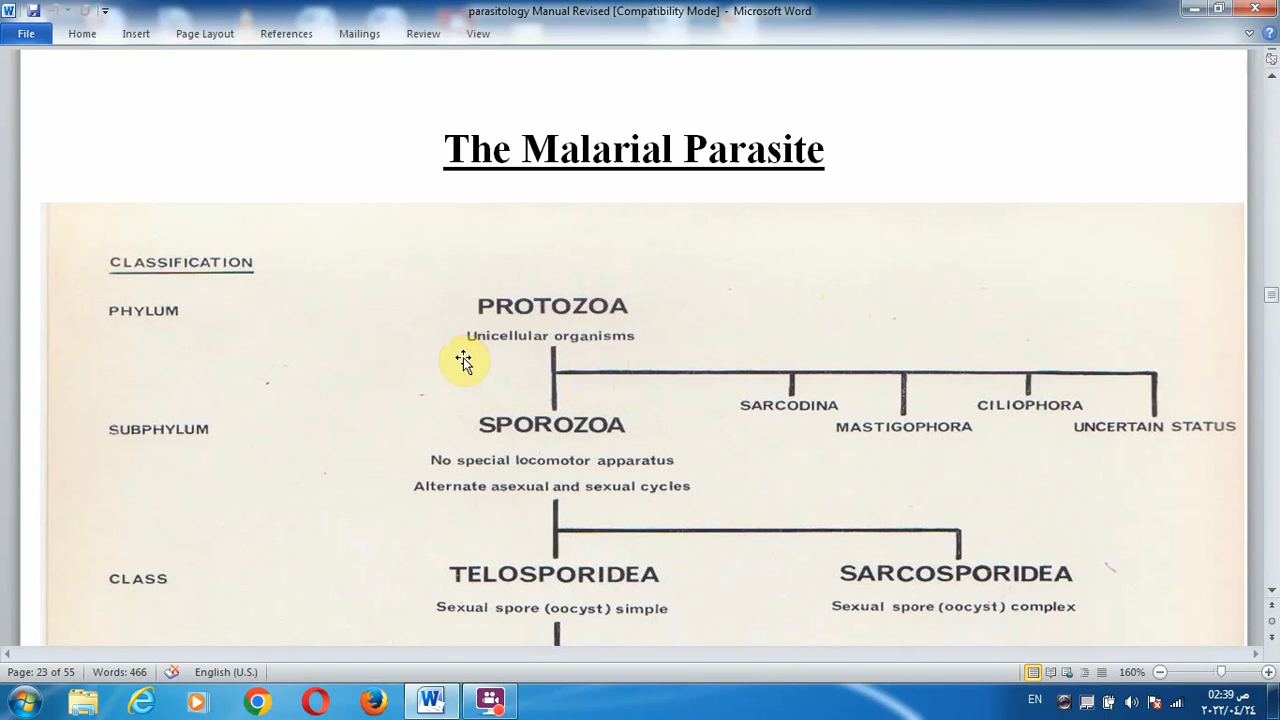 parasitology Manual Revised [Compatibility Mode] - Microsoft Word
File Home Insert Page Layout References Mailings Review View
The Malarial Parasite
CLASSIFICATION
PHYLUM
PROTOZOA
Unicellular organisms
SARCODINA
CILIOPHORA
MASTIGOPHORA
UNCERTAIN STATUS
SUBPHYLUM
SPOROZOA
No special locomotor apparatus
Alternate asexual and sexual cycles
CLASS
TELOSPORIDEA
SARCOSPORIDEA
Sexual spore (oocyst) simple
Sexual spore (oocyst) complex
Page: 23 of 55 Words: 466 English (U.S.) 160%
EN
02:39 ص
٢٠٢٢/٠٤/٢٤